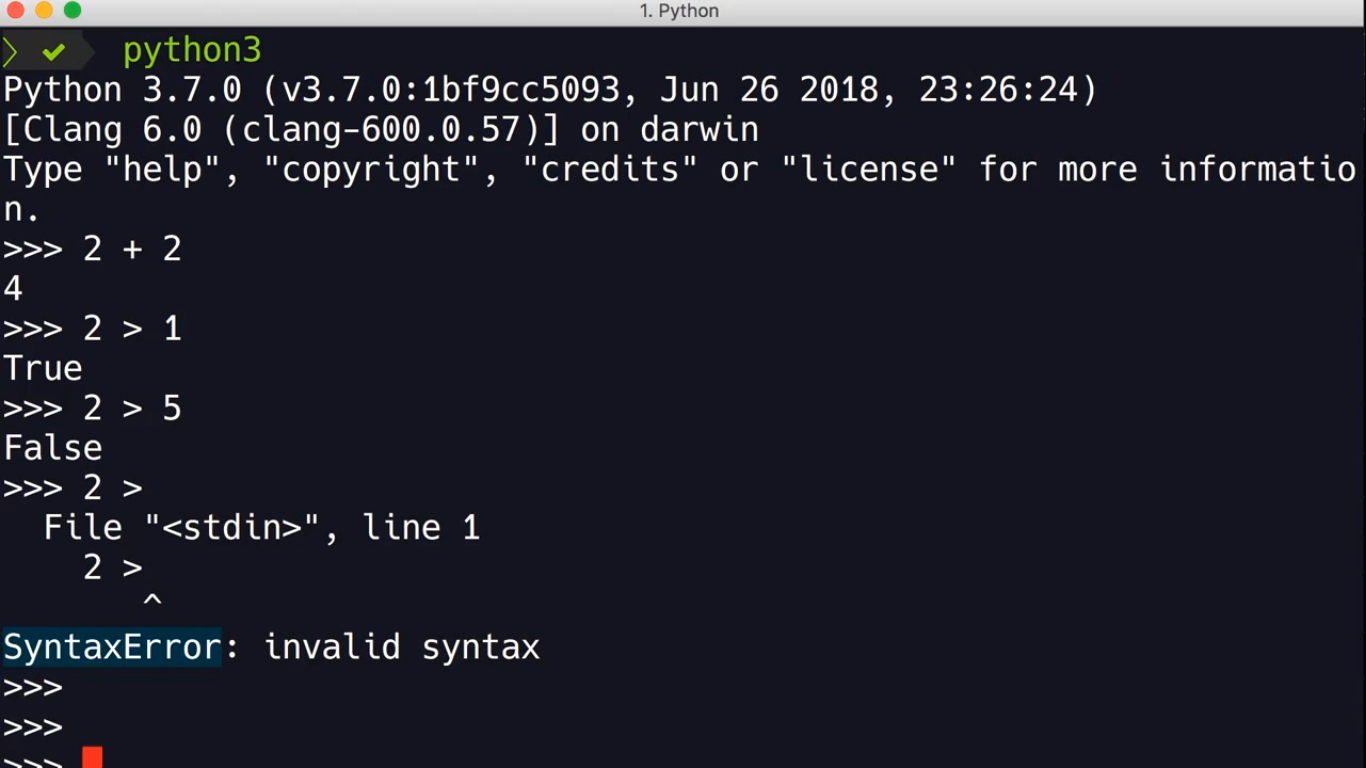 1. Python
python3
Python 3.7.0 (v3.7.0:1bf9cc5093, Jun 26 2018, 23:26:24)
[Clang 6.0 (clang-600.0.57)] on darwin
Type "help", "copyright", "credits" or "license" for more informatio
n.
>>> 2 + 2
4
>>> 2 > 1
True
>>> 2 > 5
False
>>> 2 >
  File "<stdin>", line 1
    2 >
       ^
SyntaxError: invalid syntax
>>>
>>>
>>>